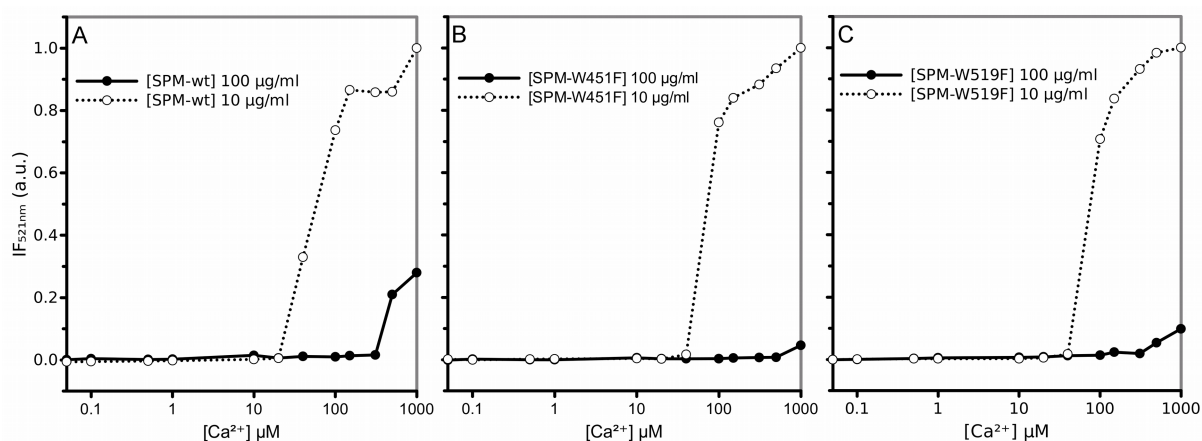 A
[SPM-wt] 100 µg/ml
[SPM-wt] 10 µg/ml
B
[SPM-W451F] 100 µg/ml
[SPM-W451F] 10 µg/ml
C
[SPM-W519F] 100 µg/ml
[SPM-W519F] 10 µg/ml
IF521nm (a.u.)
1.0
0.8
0.6
0.4
0.2
0.0
0.1 1 10 100 1000
0.1 1 10 100 1000
0.1 1 10 100 1000
[Ca²⁺] µM
[Ca²⁺] µM
[Ca²⁺] µM